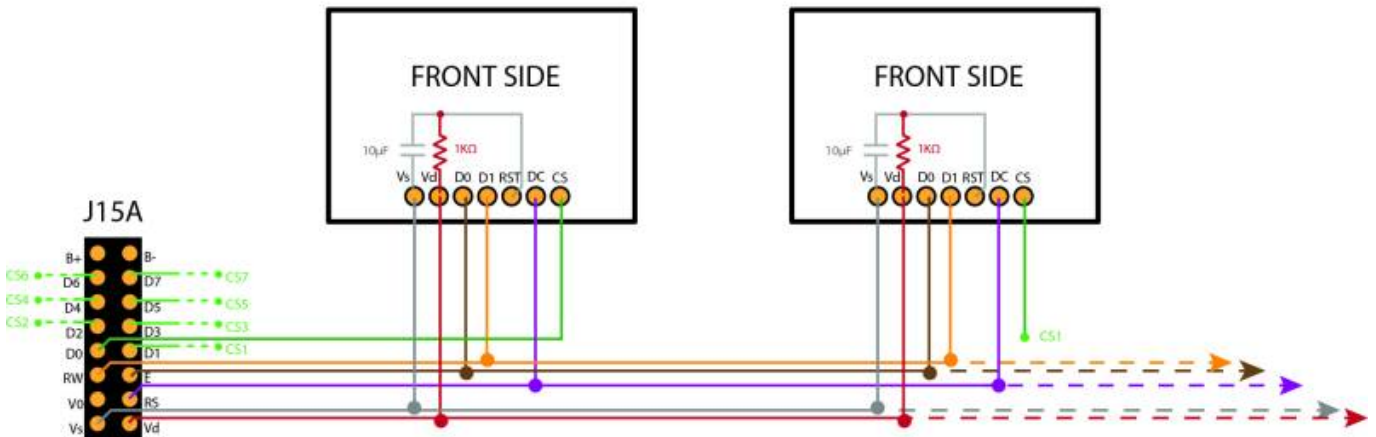 FRONT SIDE
FRONT SIDE
10µF
1KΩ
10µF
1KΩ
Vs Vd D0 D1 RST DC CS
Vs Vd D0 D1 RST DC CS
J15A
B+ B-
CS6 D6 D7 CS7
CS4 D4 D5 CS5
CS2 D2 D3 CS3
D0 D1 CS1
CS1
RW E
V0 RS
Vs Vd